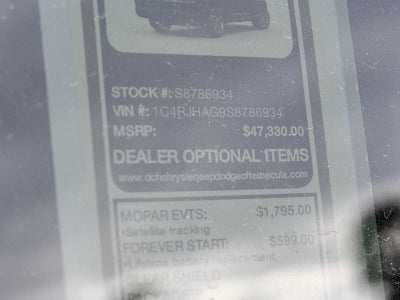 STOCK #: S8786934
VIN #: 1C4RJHAG9S8786934
MSRP: $47,330.00
DEALER OPTIONAL ITEMS
www.dchchryslerjeepdodgeoftemecula.com
MOPAR EVTS: $1,795.00
•Satellite tracking
FOREVER START: $599.00
•Lifetime battery replacement
CLEAR SHIELD
PACKAGE